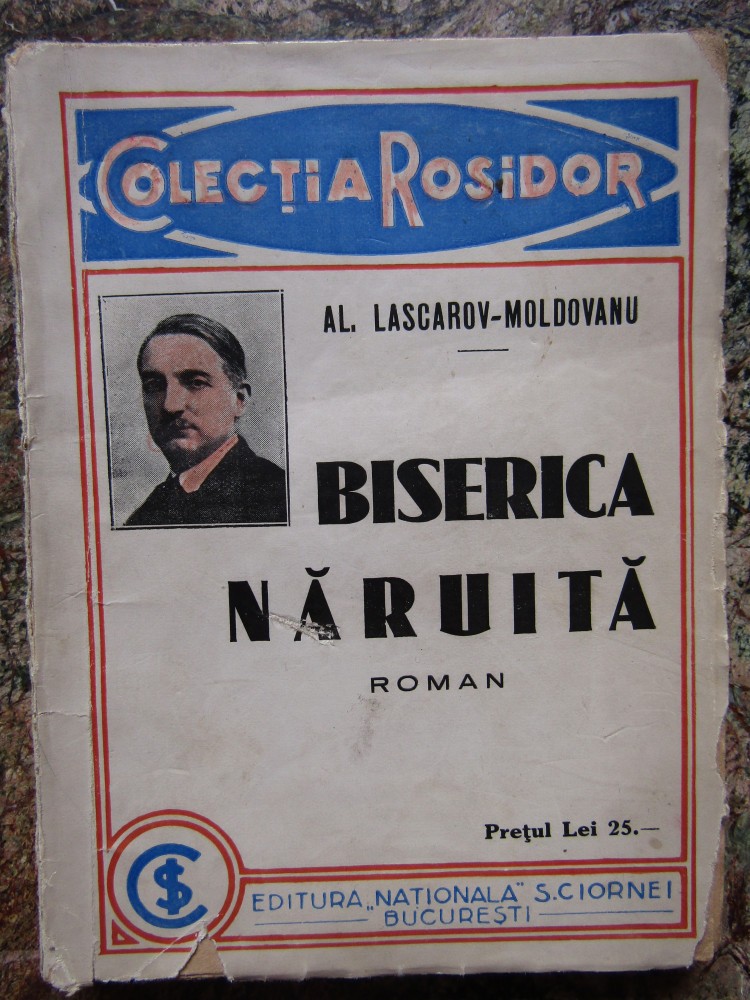 COLECȚIA ROSIDOR
AL. LASCAROV-MOLDOVANU
BISERICA
NĂRUITĂ
ROMAN
Prețul Lei 25.—
CS
EDITURA „NAȚIONALA” S.CIORNEI
BUCUREȘTI